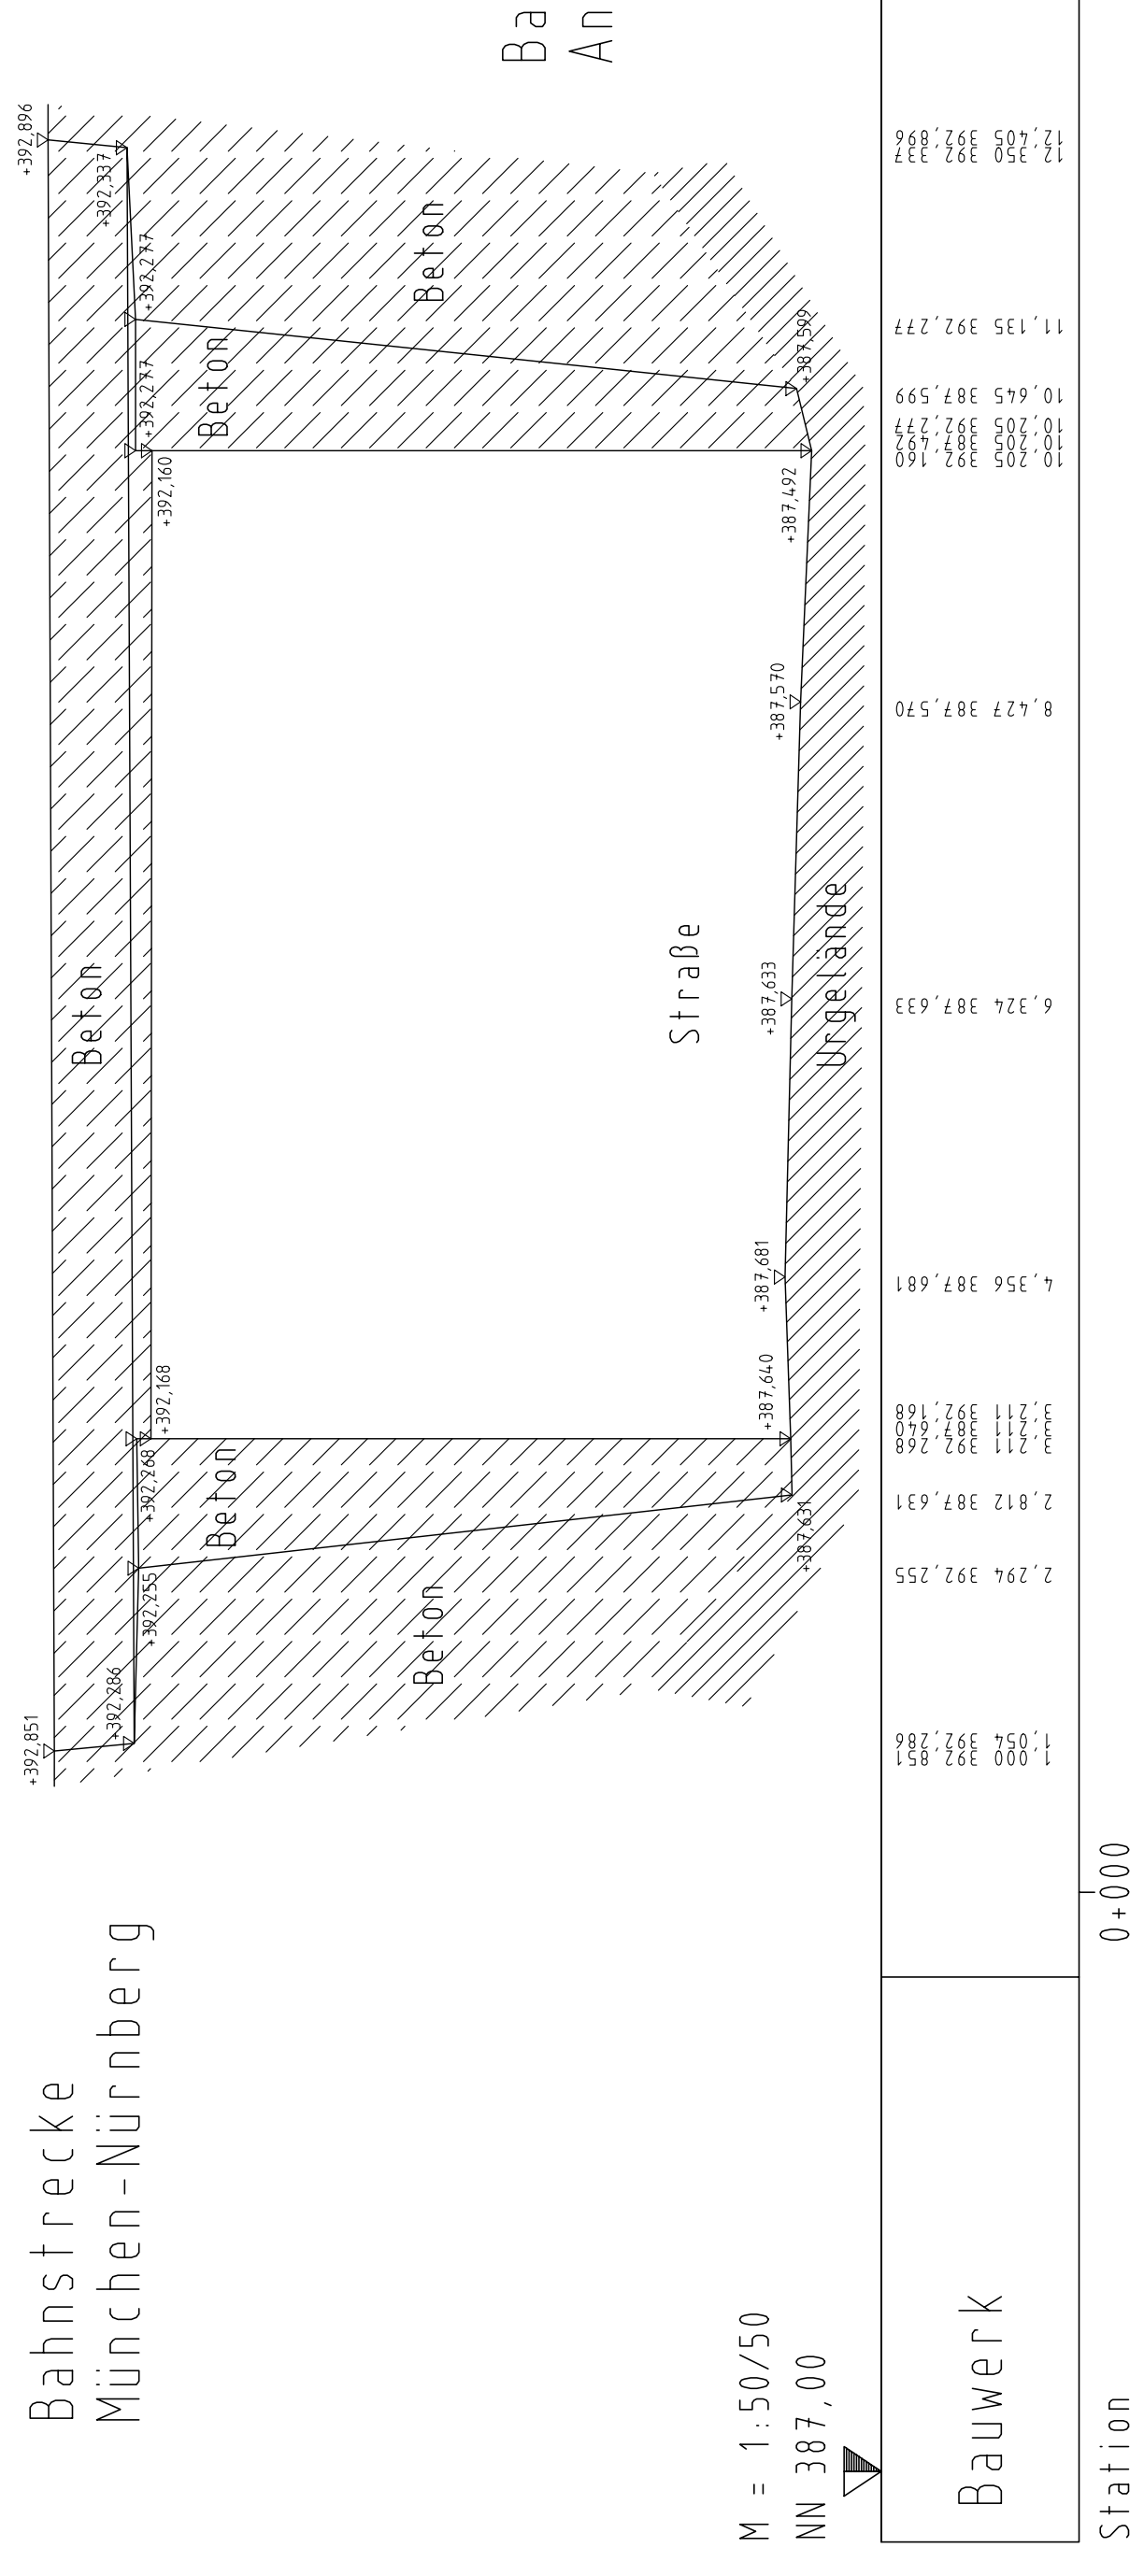 Bahnstrecke
München-Nürnberg
Ba
An
+392,851
+392,896
+392,286
+392,337
+392,255
+392,268
+392,277
+392,277
+392,168
+392,160
Beton
Beton
Beton
Beton
Beton
Straße
+387,631
+387,640
+387,681
+387,633
+387,570
+387,492
+387,599
Urgelände
M = 1:50/50
NN 387,00
Bauwerk
1,000 392,851
1,054 392,286
2,294 392,255
2,812 387,631
3,211 392,268
3,211 387,640
3,211 392,168
4,356 387,681
6,324 387,633
8,427 387,570
10,205 392,160
10,205 387,492
10,205 392,277
10,645 387,599
11,135 392,277
12,350 392,337
12,405 392,896
Station
0+000